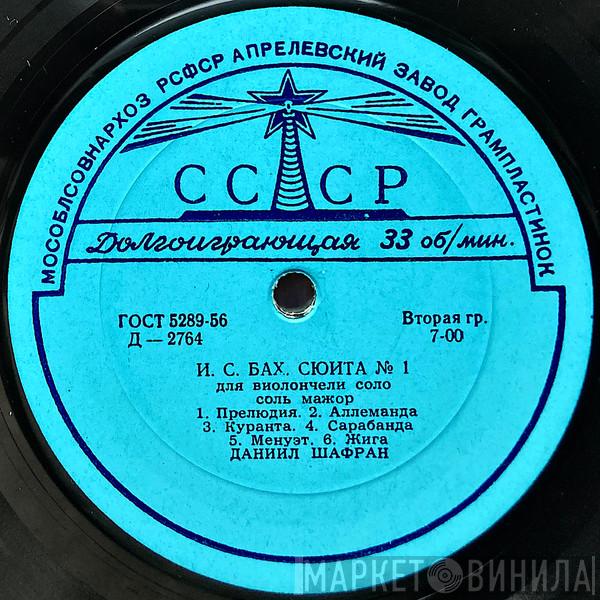 МОСОБЛСОВНАРХОЗ РСФСР АПРЕЛЕВСКИЙ ЗАВОД ГРАМПЛАСТИНОК
СССР
Долгоиграющая 33 об/мин.
ГОСТ 5289-56
Д — 2764
Вторая гр.
7-00
И. С. БАХ. СЮИТА № 1
для виолончели соло
соль мажор
1. Прелюдия. 2. Аллеманда
3. Куранта. 4. Сарабанда
5. Менуэт. 6. Жига
ДАНИИЛ ШАФРАН
МАРКЕТ ВИНИЛА